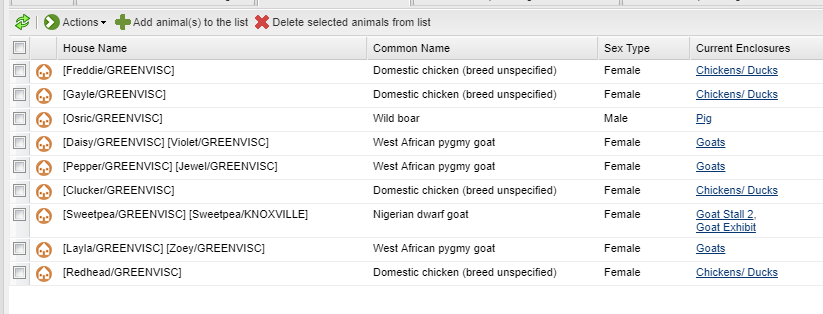 Actions Add animal(s) to the list Delete selected animals from list
House Name Common Name Sex Type Current Enclosures
[Freddie/GREENVISC] Domestic chicken (breed unspecified) Female Chickens/ Ducks
[Gayle/GREENVISC] Domestic chicken (breed unspecified) Female Chickens/ Ducks
[Osric/GREENVISC] Wild boar Male Pig
[Daisy/GREENVISC] [Violet/GREENVISC] West African pygmy goat Female Goats
[Pepper/GREENVISC] [Jewel/GREENVISC] West African pygmy goat Female Goats
[Clucker/GREENVISC] Domestic chicken (breed unspecified) Female Chickens/ Ducks
[Sweetpea/GREENVISC] [Sweetpea/KNOXVILLE] Nigerian dwarf goat Female Goat Stall 2,
Goat Exhibit
[Layla/GREENVISC] [Zoey/GREENVISC] West African pygmy goat Female Goats
[Redhead/GREENVISC] Domestic chicken (breed unspecified) Female Chickens/ Ducks